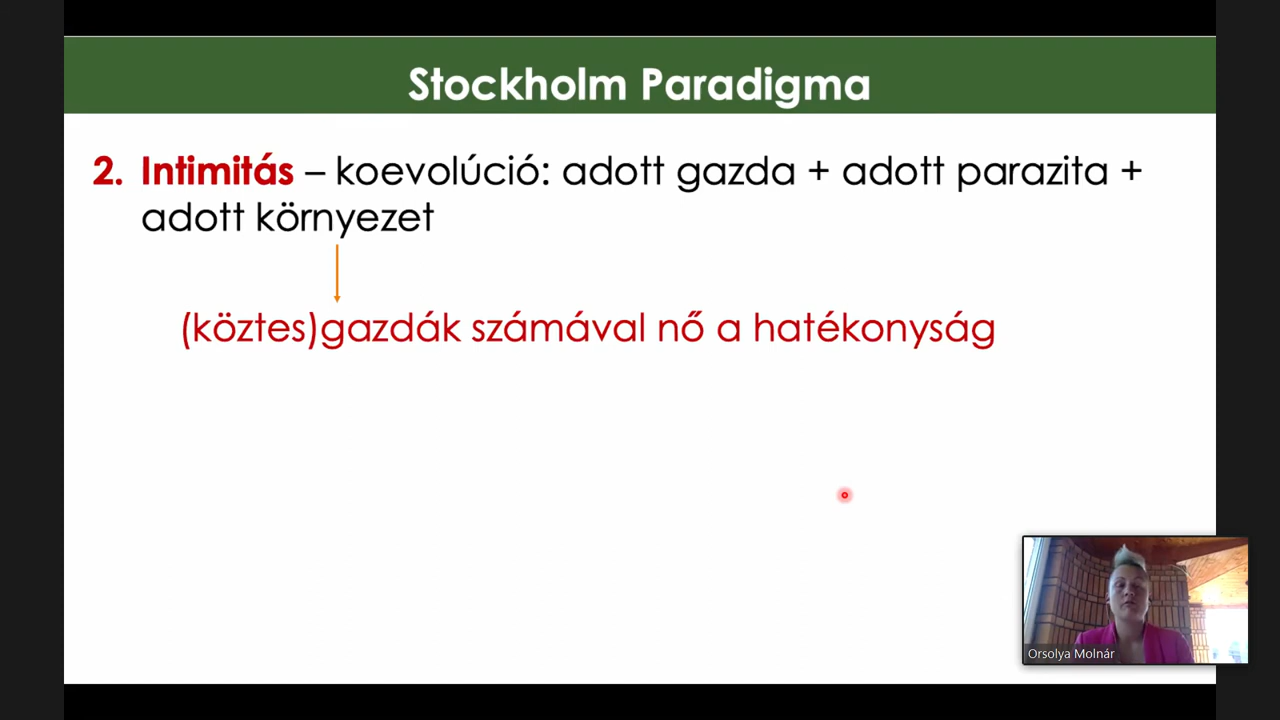 Stockholm Paradigma
2. Intimitás – koevolúció: adott gazda + adott parazita +
adott környezet
(köztes)gazdák számával nő a hatékonyság
Orsolya Molnár